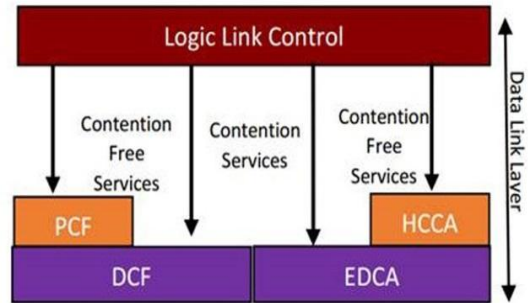 Logic Link Control
Contention
Free
Services
Contention
Services
Contention
Free
Services
Data Link Layer
PCF
HCCA
DCF
EDCA